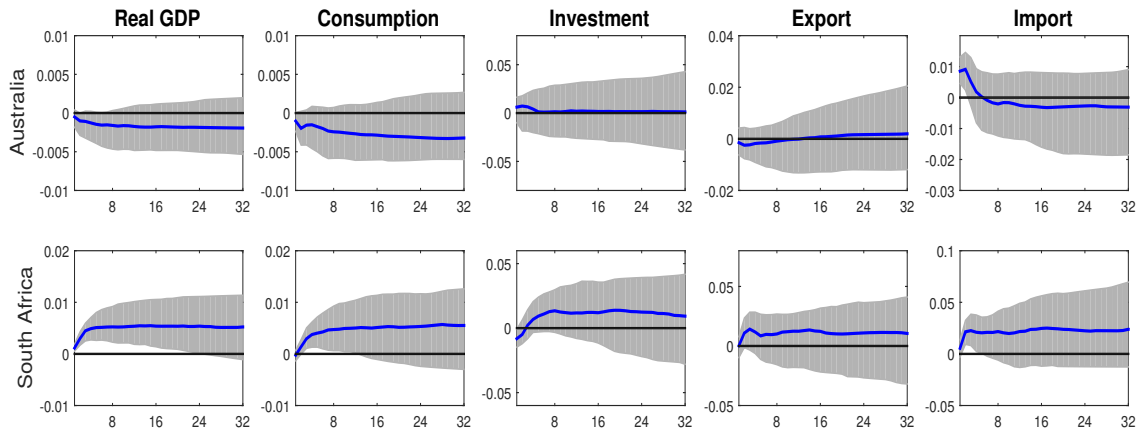 Real GDP Consumption Investment Export Import
Australia
0.01 0.005 0 -0.005 -0.01
8 16 24 32
0.01 0.005 0 -0.005 -0.01
8 16 24 32
0.05 0 -0.05
8 16 24 32
0.04 0.02 0 -0.02
8 16 24 32
0.01 0 -0.01 -0.02 -0.03
8 16 24 32
South Africa
0.02 0.01 0 -0.01
8 16 24 32
0.02 0.01 0 -0.01
8 16 24 32
0.05 0 -0.05
8 16 24 32
0.05 0 -0.05
8 16 24 32
0.1 0.05 0 -0.05
8 16 24 32